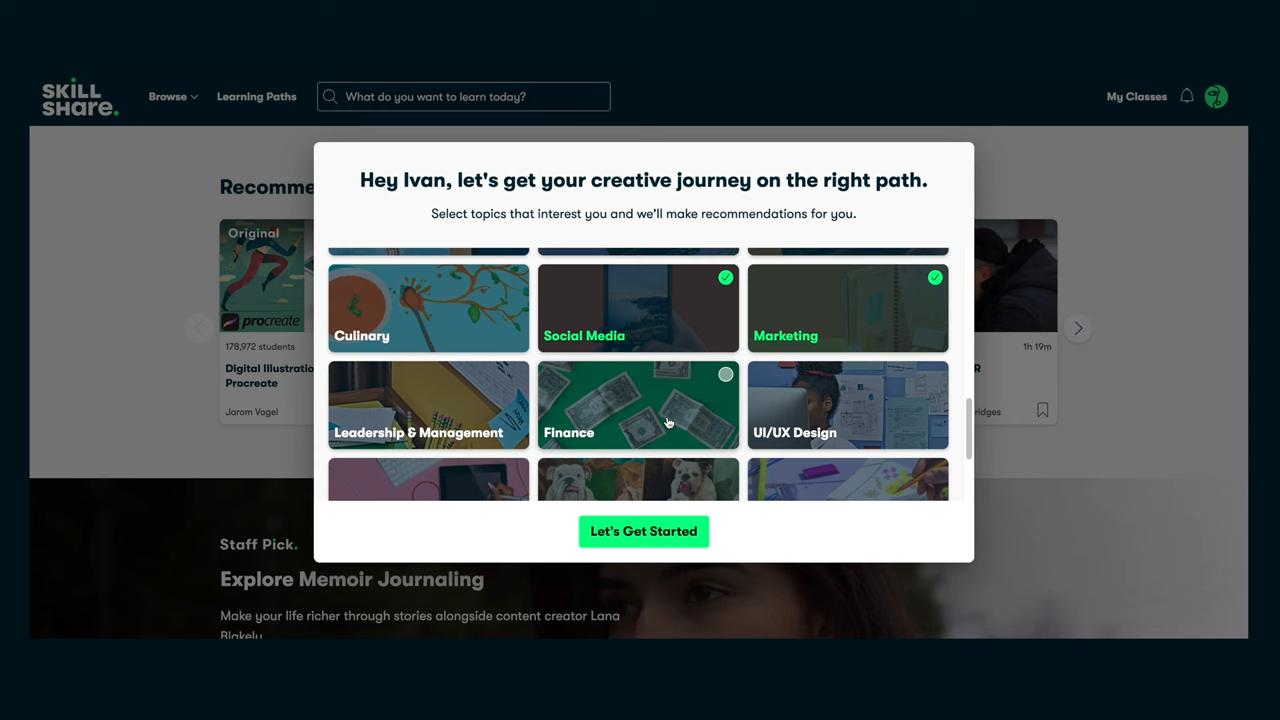 SKILL
SHare.
Browse
Learning Paths
What do you want to learn today?
My Classes
Hey Ivan, let's get your creative journey on the right path.
Select topics that interest you and we'll make recommendations for you.
Recomme
Original
procreate
178,972 students
Digital Illustratio
Procreate
Jarom Vogel
1h 19m
R
ridges
Culinary
Social Media
Marketing
Leadership & Management
Finance
UI/UX Design
Let's Get Started
Staff Pick.
Explore Memoir Journaling
Make your life richer through stories alongside content creator Lana
Blakely